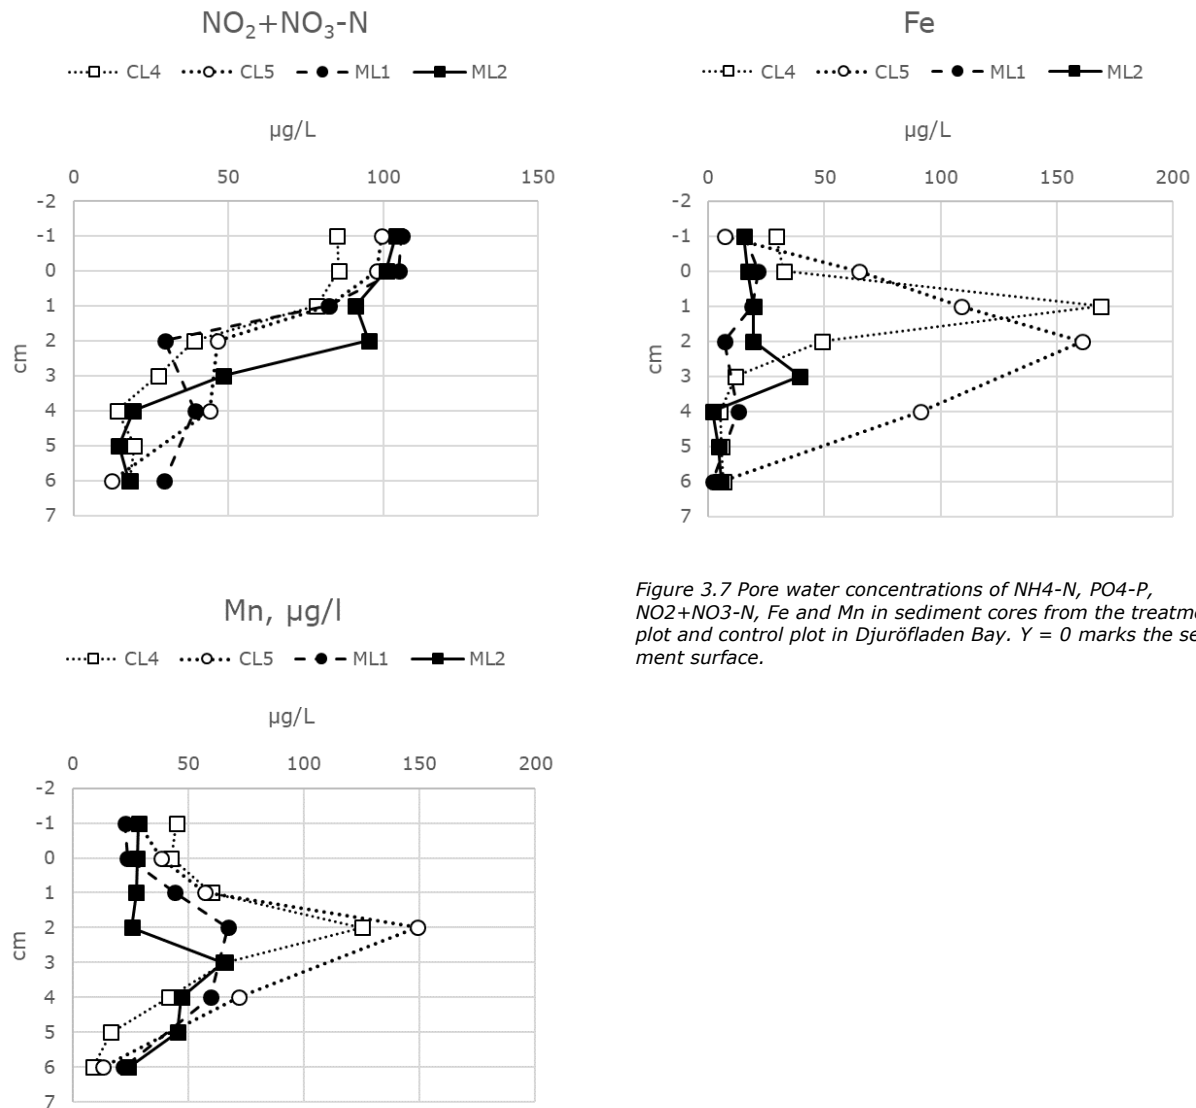 NO₂+NO₃-N
CL4 CL5 ML1 ML2
µg/L
0 50 100 150
-2
-1
0
1
2
3
4
5
6
7
cm
Fe
CL4 CL5 ML1 ML2
µg/L
0 50 100 150 200
-2
-1
0
1
2
3
4
5
6
7
cm
Figure 3.7 Pore water concentrations of NH4-N, PO4-P,
NO2+NO3-N, Fe and Mn in sediment cores from the treatme
plot and control plot in Djuröfladen Bay. Y = 0 marks the se
ment surface.
Mn, µg/l
CL4 CL5 ML1 ML2
µg/L
0 50 100 150 200
-2
-1
0
1
2
3
4
5
6
7
cm